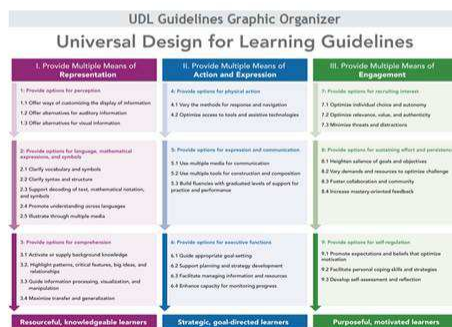 UDL Guidelines Graphic Organizer
Universal Design for Learning Guidelines
I. Provide Multiple Means of
Representation
1: Provide options for perception
1.1 Offer ways of customizing the display of information
1.2 Offer alternatives for auditory information
1.3 Offer alternatives for visual information
2: Provide options for language, mathematical
expressions, and symbols
2.1 Clarify vocabulary and symbols
2.2 Clarify syntax and structure
2.3 Support decoding of text, mathematical notation,
and symbols
2.4 Promote understanding across languages
2.5 Illustrate through multiple media
3: Provide options for comprehension
3.1 Activate or supply background knowledge
3.2 Highlight patterns, critical features, big ideas, and
relationships
3.3 Guide information processing, visualization, and
manipulation
3.4 Maximize transfer and generalization
Resourceful, knowledgeable learners
II. Provide Multiple Means of
Action and Expression
4: Provide options for physical action
4.1 Vary the methods for response and navigation
4.2 Optimize access to tools and assistive technologies
5: Provide options for expression and communication
5.1 Use multiple media for communication
5.2 Use multiple tools for construction and composition
5.3 Build fluencies with graduated levels of support for
practice and performance
6: Provide options for executive functions
6.1 Guide appropriate goal-setting
6.2 Support planning and strategy development
6.3 Facilitate managing information and resources
6.4 Enhance capacity for monitoring progress
Strategic, goal-directed learners
III. Provide Multiple Means of
Engagement
7: Provide options for recruiting interest
7.1 Optimize individual choice and autonomy
7.2 Optimize relevance, value, and authenticity
7.3 Minimize threats and distractions
8: Provide options for sustaining effort and persistence
8.1 Heighten salience of goals and objectives
8.2 Vary demands and resources to optimize challenge
8.3 Foster collaboration and community
8.4 Increase mastery-oriented feedback
9: Provide options for self-regulation
9.1 Promote expectations and beliefs that optimize
motivation
9.2 Facilitate personal coping skills and strategies
9.3 Develop self-assessment and reflection
Purposeful, motivated learners